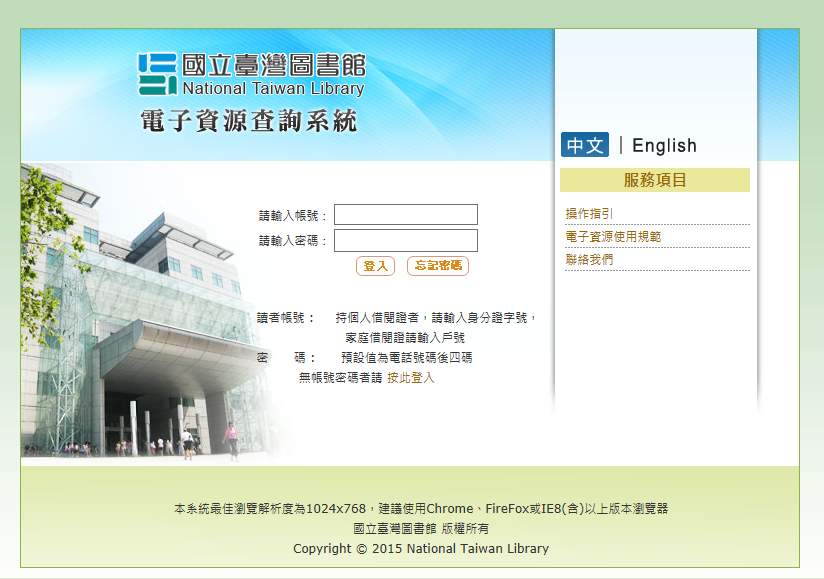 國立臺灣圖書館
National Taiwan Library
電子資源查詢系統
中文 | English
服務項目
操作指引
電子資源使用規範
聯絡我們
請輸入帳號：
請輸入密碼：
登入 忘記密碼
讀者帳號： 持個人借閱證者，請輸入身分證字號，
家庭借閱證請輸入戶號
密 碼： 預設值為電話號碼後四碼
無帳號密碼者請 按此登入
本系統最佳瀏覽解析度為1024x768，建議使用Chrome、FireFox或IE8(含)以上版本瀏覽器
國立臺灣圖書館 版權所有
Copyright © 2015 National Taiwan Library